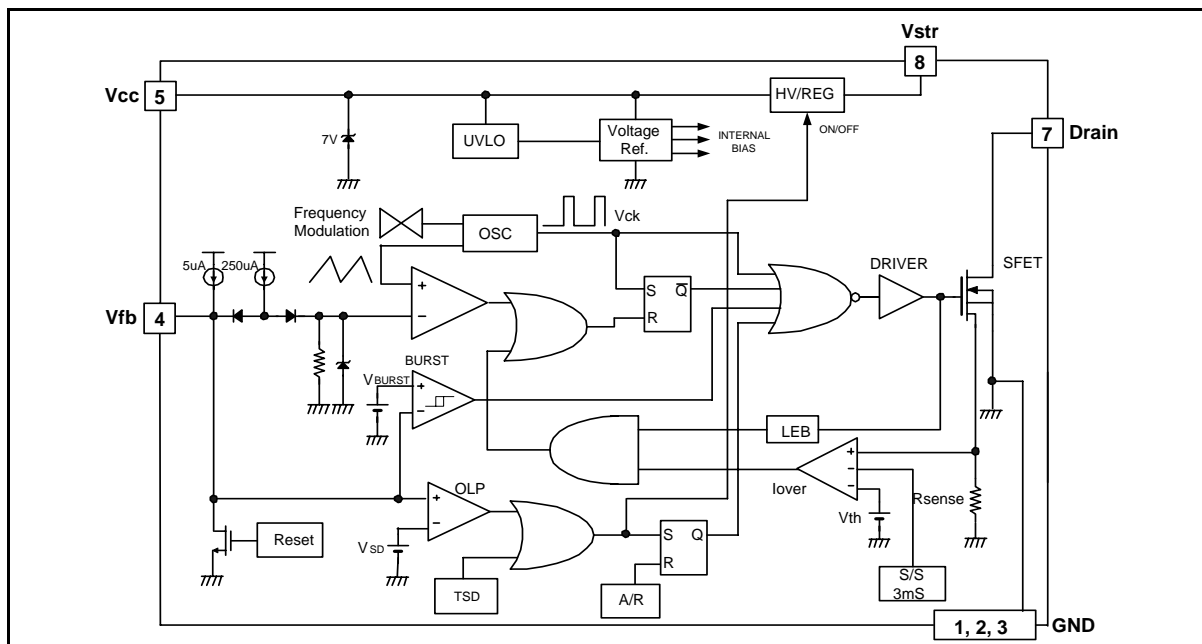 Vstr
8
Vcc 5
HV/REG
7V
UVLO
Voltage
Ref.
INTERNAL
BIAS
ON/OFF
7 Drain
Frequency
Modulation
OSC
Vck
5uA 250uA
DRIVER
SFET
+
−
S Q
R
Vfb 4
BURST
VBURST
+
−
LEB
+
−
−
Iover
Rsense
Vth
OLP
+
−
VSD
S Q
R
Reset
TSD
A/R
S/S
3mS
1, 2, 3 GND